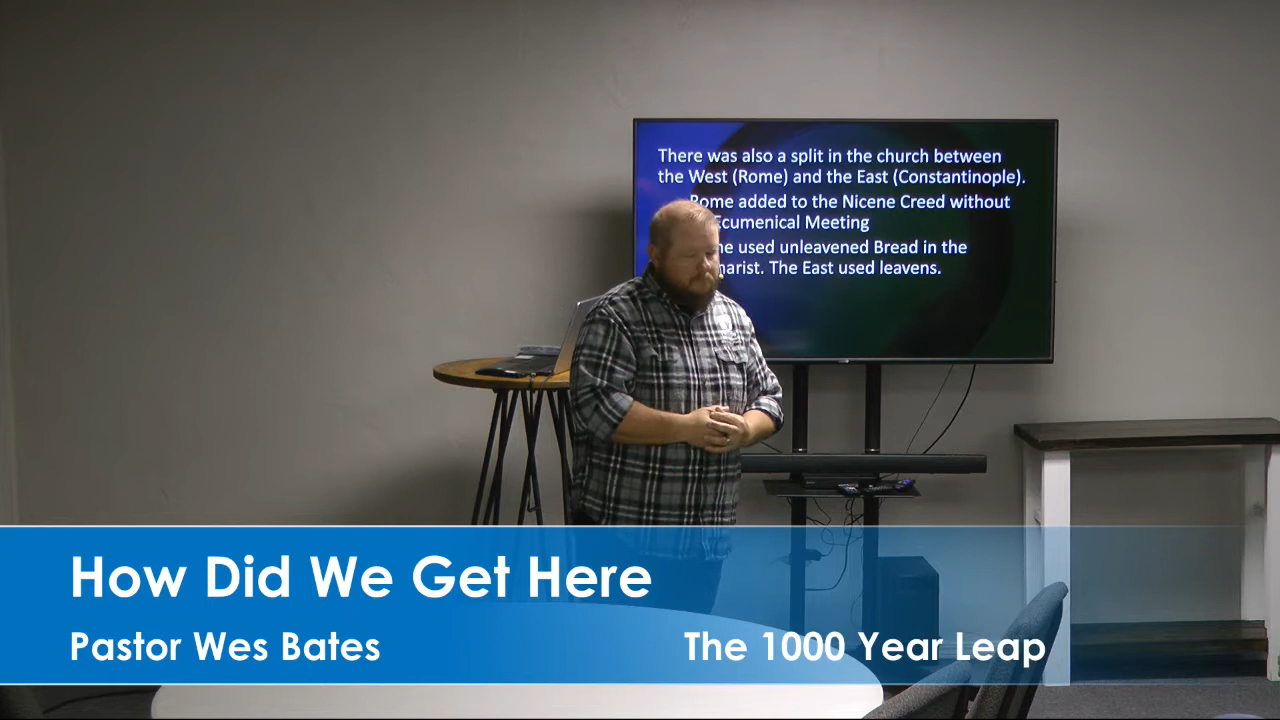 There was also a split in the church between
the West (Rome) and the East (Constantinople).
Rome added to the Nicene Creed without
Ecumenical Meeting
used unleavened Bread in the
The East used leavens.
How Did We Get Here
Pastor Wes Bates
The 1000 Year Leap